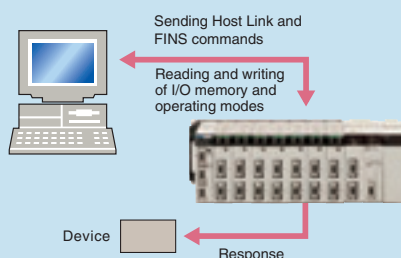 Sending Host Link and
FINS commands
Reading and writing
of I/O memory and
operating modes
Device
Response